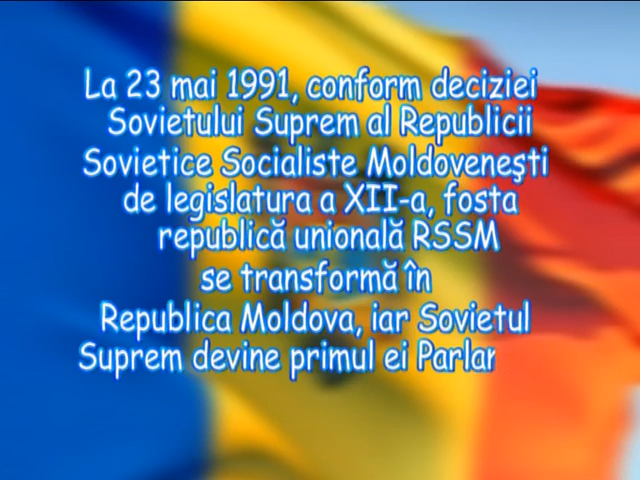 La 23 mai 1991, conform deciziei
Sovietului Suprem al Republicii
Sovietice Socialiste Moldoveneşti
de legislatura a XII-a, fosta
republică unională RSSM
se transformă în
Republica Moldova, iar Sovietul
Suprem devine primul ei Parlar